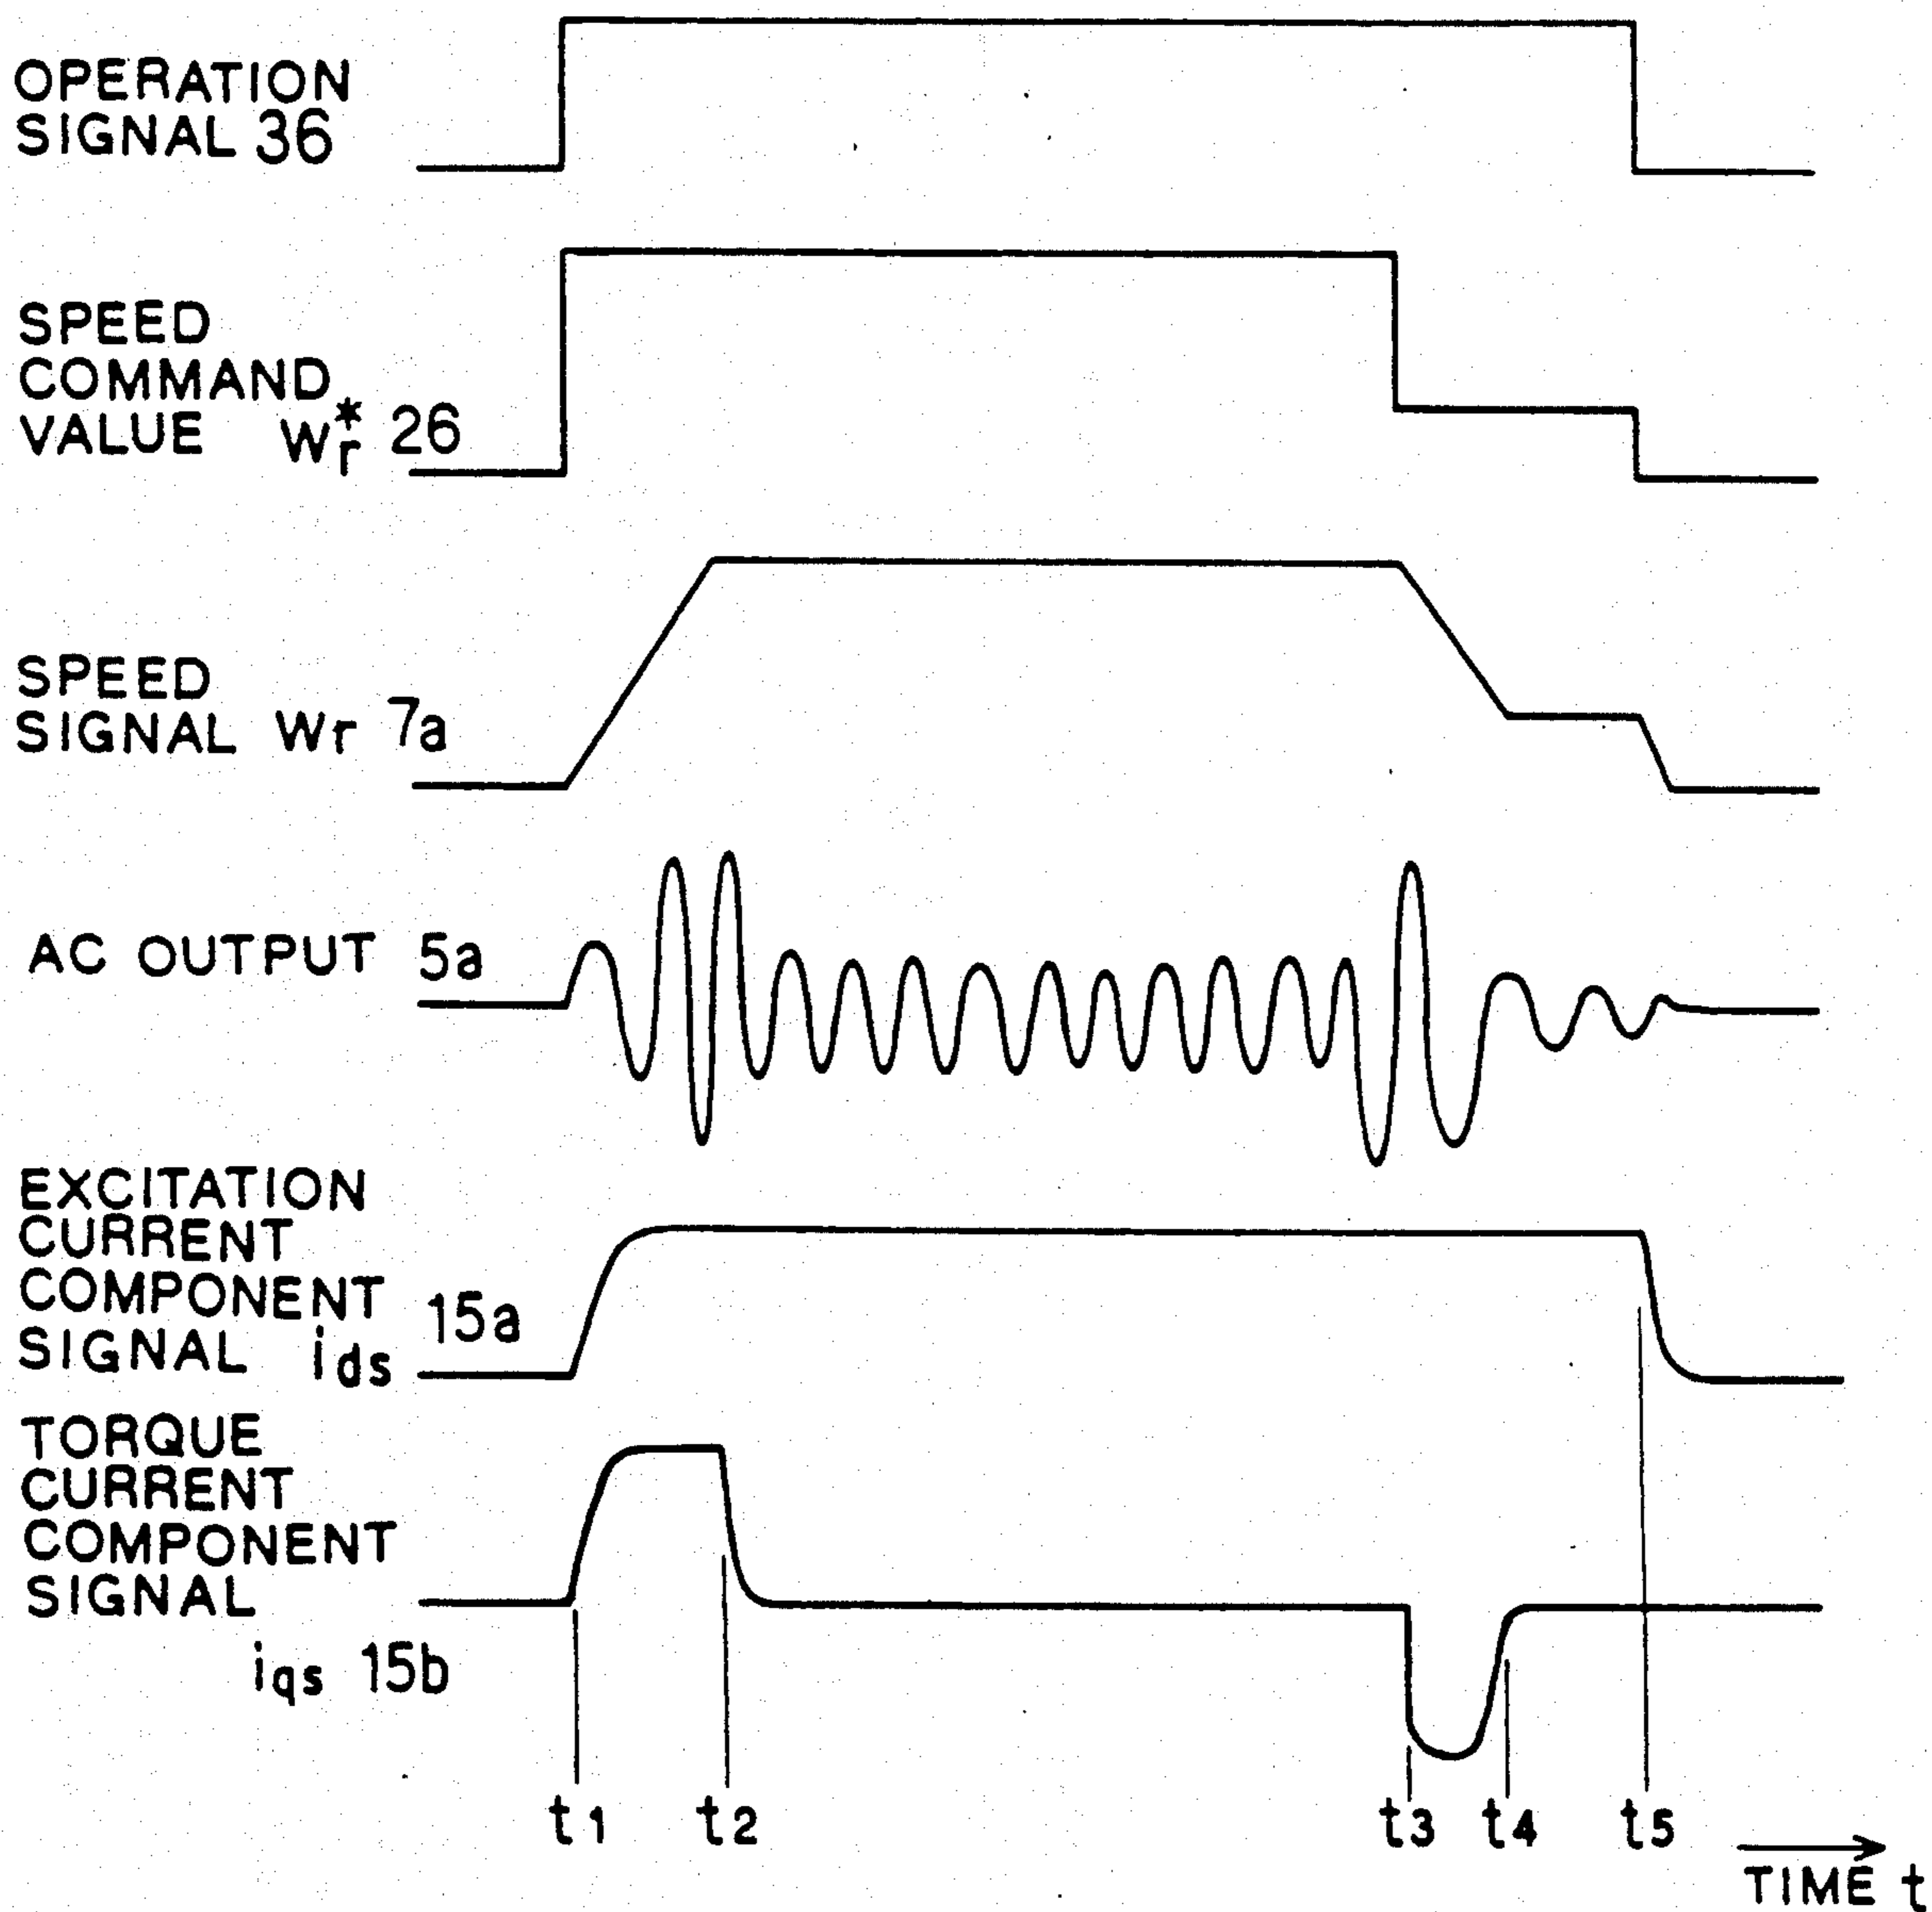 OPERATION
SIGNAL 36
SPEED
COMMAND
VALUE Wr* 26
SPEED
SIGNAL Wr 7a
AC OUTPUT 5a
EXCITATION
CURRENT
COMPONENT 15a
SIGNAL ids
TORQUE
CURRENT
COMPONENT
SIGNAL
iqs 15b
t1 t2 t3 t4 t5
TIME t